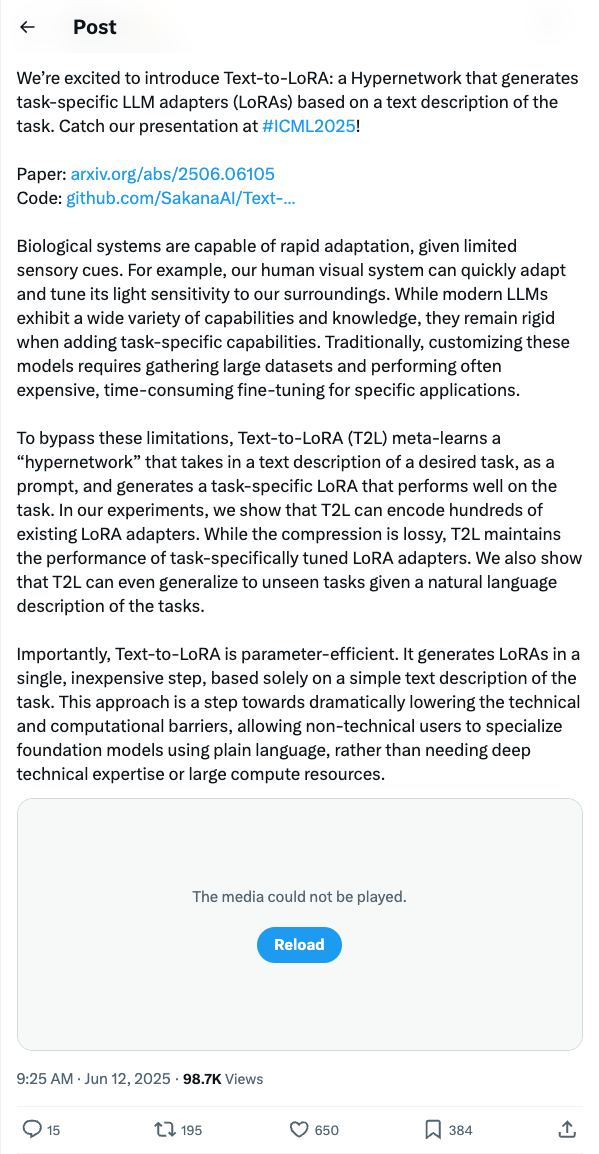 Post
We’re excited to introduce Text-to-LoRA: a Hypernetwork that generates
task-specific LLM adapters (LoRAs) based on a text description of the
task. Catch our presentation at #ICML2025!
Paper: arxiv.org/abs/2506.06105
Code: github.com/SakanaAI/Text-...
Biological systems are capable of rapid adaptation, given limited
sensory cues. For example, our human visual system can quickly adapt
and tune its light sensitivity to our surroundings. While modern LLMs
exhibit a wide variety of capabilities and knowledge, they remain rigid
when adding task-specific capabilities. Traditionally, customizing these
models requires gathering large datasets and performing often
expensive, time-consuming fine-tuning for specific applications.
To bypass these limitations, Text-to-LoRA (T2L) meta-learns a
“hypernetwork” that takes in a text description of a desired task, as a
prompt, and generates a task-specific LoRA that performs well on the
task. In our experiments, we show that T2L can encode hundreds of
existing LoRA adapters. While the compression is lossy, T2L maintains
the performance of task-specifically tuned LoRA adapters. We also show
that T2L can even generalize to unseen tasks given a natural language
description of the tasks.
Importantly, Text-to-LoRA is parameter-efficient. It generates LoRAs in a
single, inexpensive step, based solely on a simple text description of the
task. This approach is a step towards dramatically lowering the technical
and computational barriers, allowing non-technical users to specialize
foundation models using plain language, rather than needing deep
technical expertise or large compute resources.
The media could not be played.
Reload
9:25 AM · Jun 12, 2025 · 98.7K Views
15 195 650 384